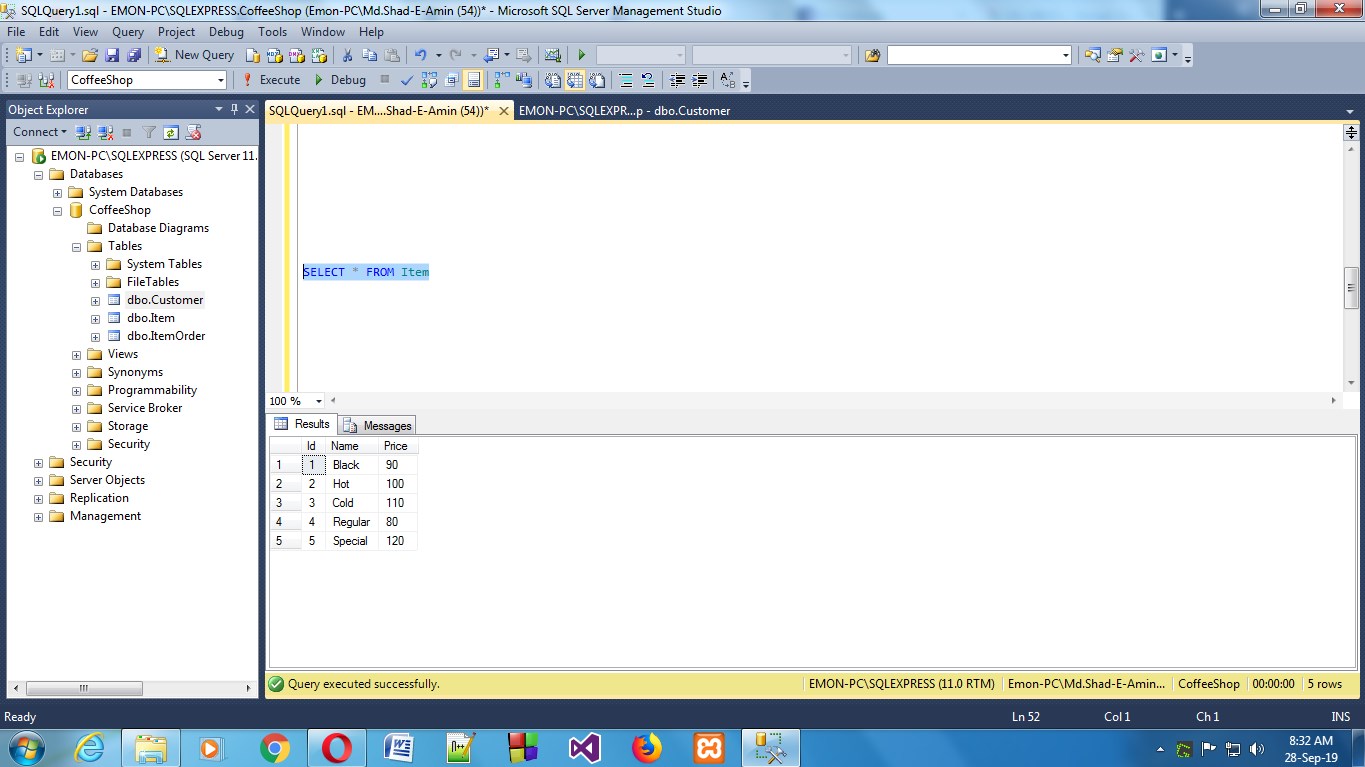 SQLQuery1.sql - EMON-PC\SQLEXPRESS.CoffeeShop (Emon-PC\Md.Shad-E-Amin (54))* - Microsoft SQL Server Management Studio
File Edit View Query Project Debug Tools Window Help
New Query
CoffeeShop Execute Debug
Object Explorer
Connect
EMON-PC\SQLEXPRESS (SQL Server 11.
Databases
System Databases
CoffeeShop
Database Diagrams
Tables
System Tables
FileTables
dbo.Customer
dbo.Item
dbo.ItemOrder
Views
Synonyms
Programmability
Service Broker
Storage
Security
Security
Server Objects
Replication
Management
SQLQuery1.sql - EM....Shad-E-Amin (54))* EMON-PC\SQLEXPR...p - dbo.Customer
SELECT * FROM Item
100 %
Results Messages
Id Name Price
1 1 Black 90
2 2 Hot 100
3 3 Cold 110
4 4 Regular 80
5 5 Special 120
Query executed successfully. EMON-PC\SQLEXPRESS (11.0 RTM) Emon-PC\Md.Shad-E-Amin... CoffeeShop 00:00:00 5 rows
Ready Ln 52 Col 1 Ch 1 INS
8:32 AM
28-Sep-19